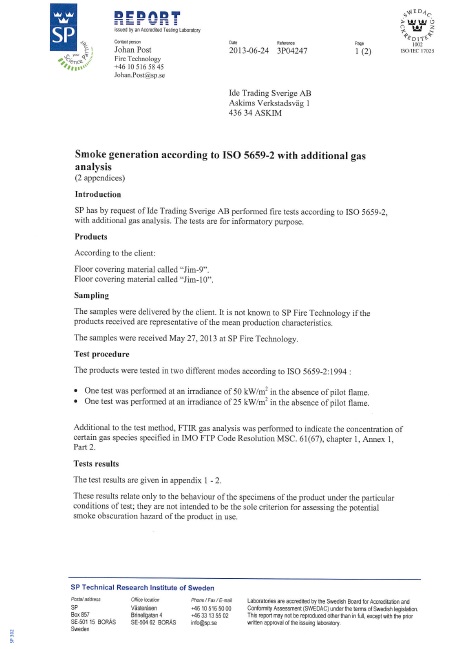 SP
Your Science Partner
REPORT
issued by an Accredited Testing Laboratory
Contact person
Johan Post
Fire Technology
+46 10 516 58 45
Johan.Post@sp.se
Date
2013-06-24
Reference
3P04247
Page
1 (2)
SWEDAC
ACKREDITERING
1002
ISO/IEC 17025
Ide Trading Sverige AB
Askims Verkstadsväg 1
436 34 ASKIM
Smoke generation according to ISO 5659-2 with additional gas
analysis
(2 appendices)
Introduction
SP has by request of Ide Trading Sverige AB performed fire tests according to ISO 5659-2,
with additional gas analysis. The tests are for informatory purpose.
Products
According to the client:
Floor covering material called “Jim-9”.
Floor covering material called “Jim-10”.
Sampling
The samples were delivered by the client. It is not known to SP Fire Technology if the
products received are representative of the mean production characteristics.
The samples were received May 27, 2013 at SP Fire Technology.
Test procedure
The products were tested in two different modes according to ISO 5659-2:1994 :
• One test was performed at an irradiance of 50 kW/m² in the absence of pilot flame.
• One test was performed at an irradiance of 25 kW/m² in the absence of pilot flame.
Additional to the test method, FTIR gas analysis was performed to indicate the concentration of
certain gas species specified in IMO FTP Code Resolution MSC. 61(67), chapter 1, Annex 1,
Part 2.
Tests results
The test results are given in appendix 1 - 2.
These results relate only to the behaviour of the specimens of the product under the particular
conditions of test; they are not intended to be the sole criterion for assessing the potential
smoke obscuration hazard of the product in use.
SP Technical Research Institute of Sweden
Postal address
SP
Box 857
SE-501 15 BORÅS
Sweden
Office location
Västeråsen
Brinellgatan 4
SE-504 62 BORÅS
Phone / Fax / E-mail
+46 10 516 50 00
+46 33 13 55 02
info@sp.se
Laboratories are accredited by the Swedish Board for Accreditation and
Conformity Assessment (SWEDAC) under the terms of Swedish legislation.
This report may not be reproduced other than in full, except with the prior
written approval of the issuing laboratory.